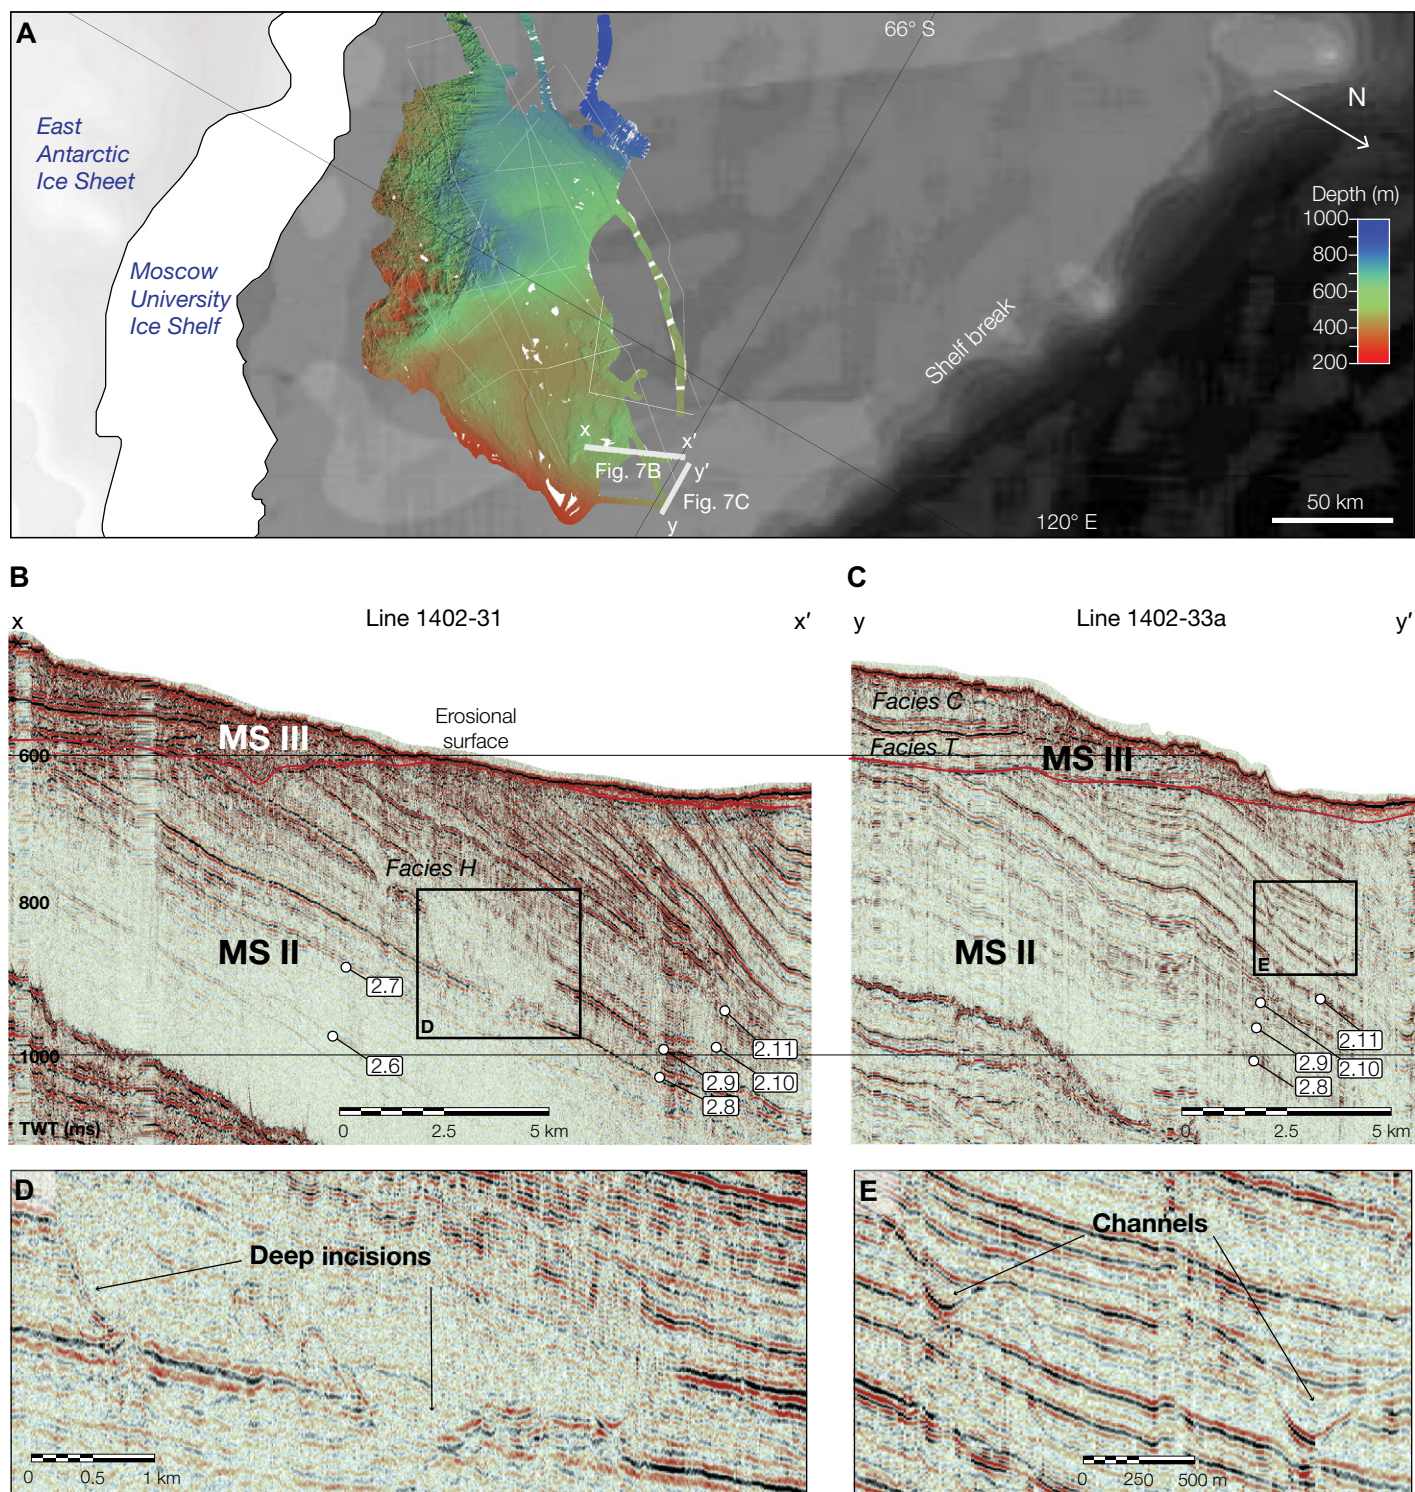 A
66° S
N
East
Antarctic
Ice Sheet
Moscow
University
Ice Shelf
Depth (m)
1000
800
600
400
200
Shelf break
x
x′
Fig. 7B
y′
Fig. 7C
y
120° E
50 km
B
x
Line 1402-31
x′
Erosional
surface
MS III
600
Facies H
800
MS II
2.7
D
2.6
1000
2.11
2.9
2.10
2.8
TWT (ms)
0 2.5 5 km
C
y
Line 1402-33a
y′
Facies C
Facies T
MS III
MS II
E
2.11
2.9
2.10
2.8
0 2.5 5 km
D
Deep incisions
0 0.5 1 km
E
Channels
0 250 500 m